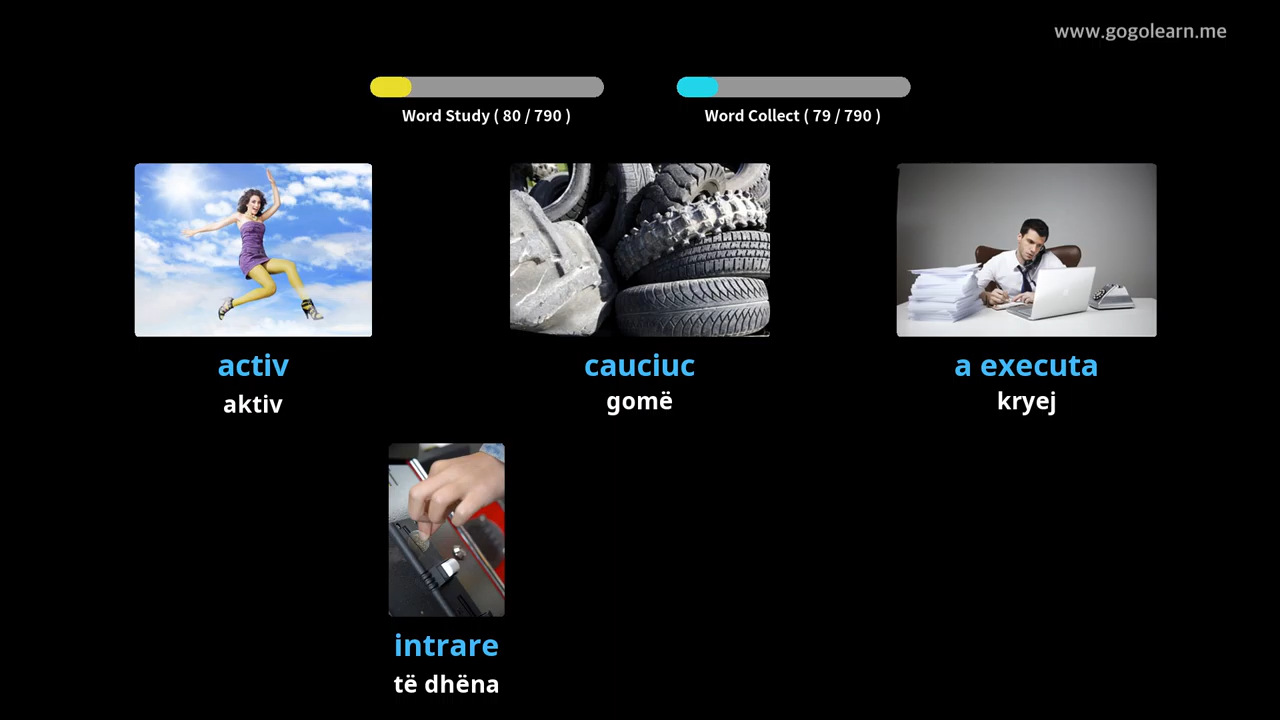 www.gogolearn.me
Word Study ( 80 / 790 )
Word Collect ( 79 / 790 )
activ
aktiv
cauciuc
gomë
a executa
kryej
intrare
të dhëna